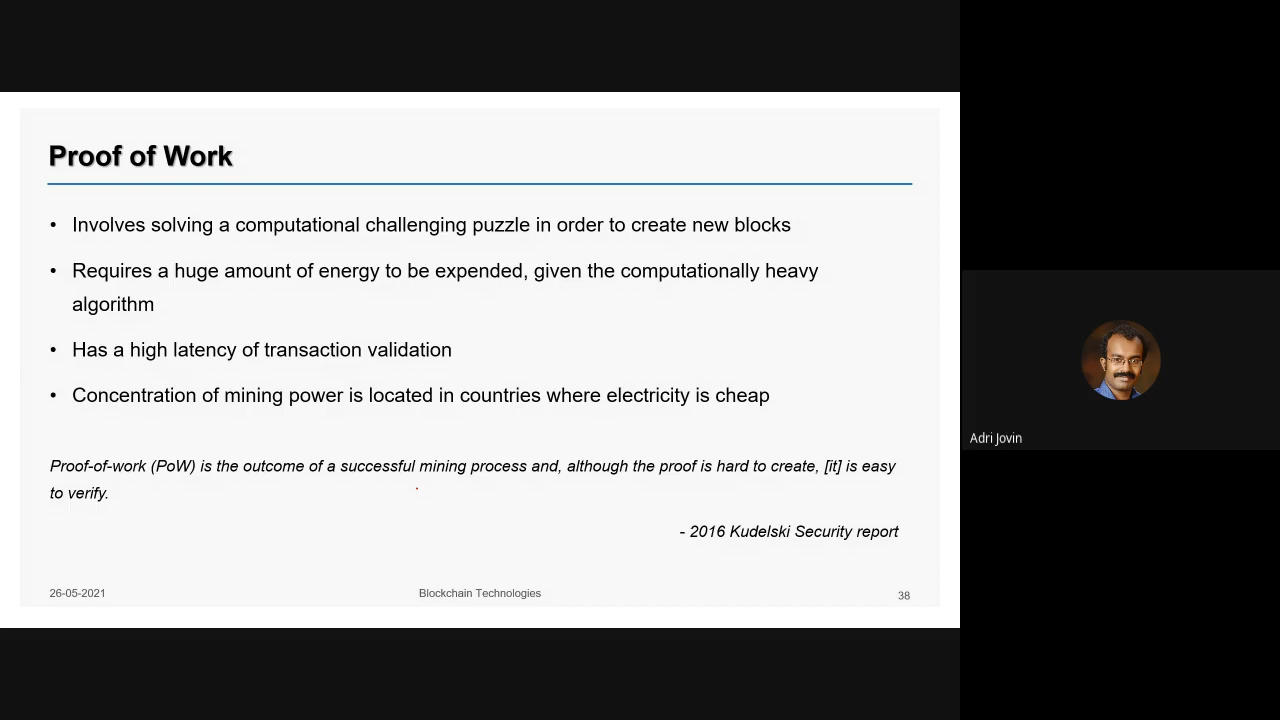 Proof of Work
• Involves solving a computational challenging puzzle in order to create new blocks
• Requires a huge amount of energy to be expended, given the computationally heavy
algorithm
• Has a high latency of transaction validation
• Concentration of mining power is located in countries where electricity is cheap
Proof-of-work (PoW) is the outcome of a successful mining process and, although the proof is hard to create, [it] is easy
to verify.
- 2016 Kudelski Security report
26-05-2021
Blockchain Technologies
38
Adri Jovin